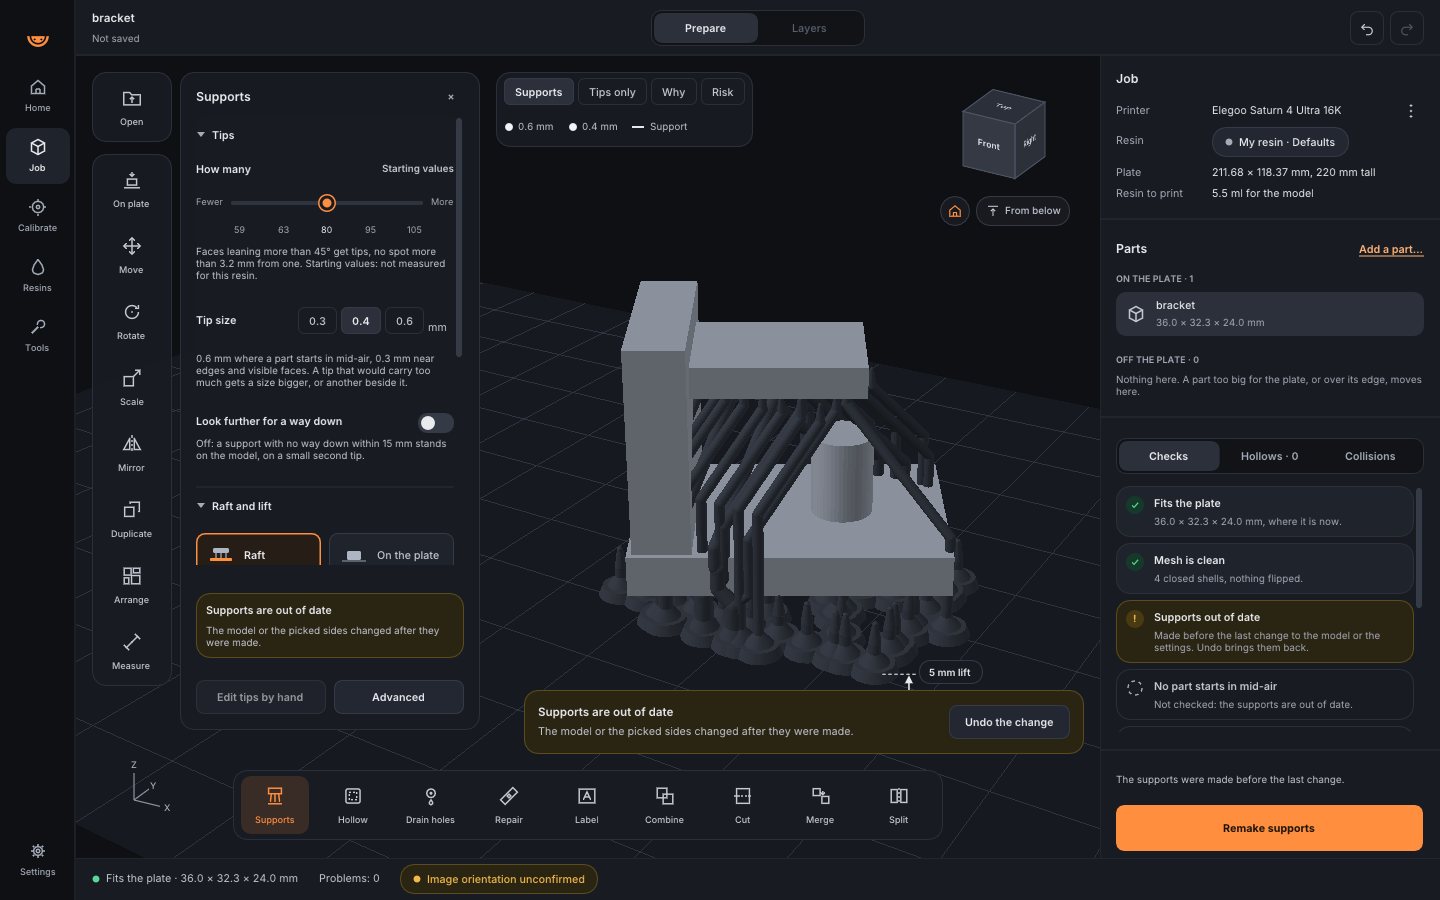 bracket
Not saved
Prepare
Layers
Home
Job
Calibrate
Resins
Tools
Settings
Open
On plate
Move
Rotate
Scale
Mirror
Duplicate
Arrange
Measure
Supports
×
Tips
How many
Starting values
Fewer
More
59 63 80 95 105
Faces leaning more than 45° get tips, no spot more
than 3.2 mm from one. Starting values: not measured
for this resin.
Tip size
0.3 0.4 0.6 mm
0.6 mm where a part starts in mid-air, 0.3 mm near
edges and visible faces. A tip that would carry too
much gets a size bigger, or another beside it.
Look further for a way down
Off: a support with no way down within 15 mm stands
on the model, on a small second tip.
Raft and lift
Raft
On the plate
Supports are out of date
The model or the picked sides changed after they
were made.
Edit tips by hand
Advanced
Supports
Tips only
Why
Risk
0.6 mm
0.4 mm
Support
Top
Front
Right
From below
5 mm lift
Supports are out of date
The model or the picked sides changed after they were made.
Undo the change
Z
Y
X
Supports
Hollow
Drain holes
Repair
Label
Combine
Cut
Merge
Split
Job
Printer
Elegoo Saturn 4 Ultra 16K
Resin
My resin · Defaults
Plate
211.68 × 118.37 mm, 220 mm tall
Resin to print
5.5 ml for the model
Parts
Add a part...
ON THE PLATE · 1
bracket
36.0 × 32.3 × 24.0 mm
OFF THE PLATE · 0
Nothing here. A part too big for the plate, or over its edge, moves
here.
Checks
Hollows · 0
Collisions
Fits the plate
36.0 × 32.3 × 24.0 mm, where it is now.
Mesh is clean
4 closed shells, nothing flipped.
Supports out of date
Made before the last change to the model or the
settings. Undo brings them back.
No part starts in mid-air
Not checked: the supports are out of date.
The supports were made before the last change.
Remake supports
Fits the plate · 36.0 × 32.3 × 24.0 mm
Problems: 0
Image orientation unconfirmed